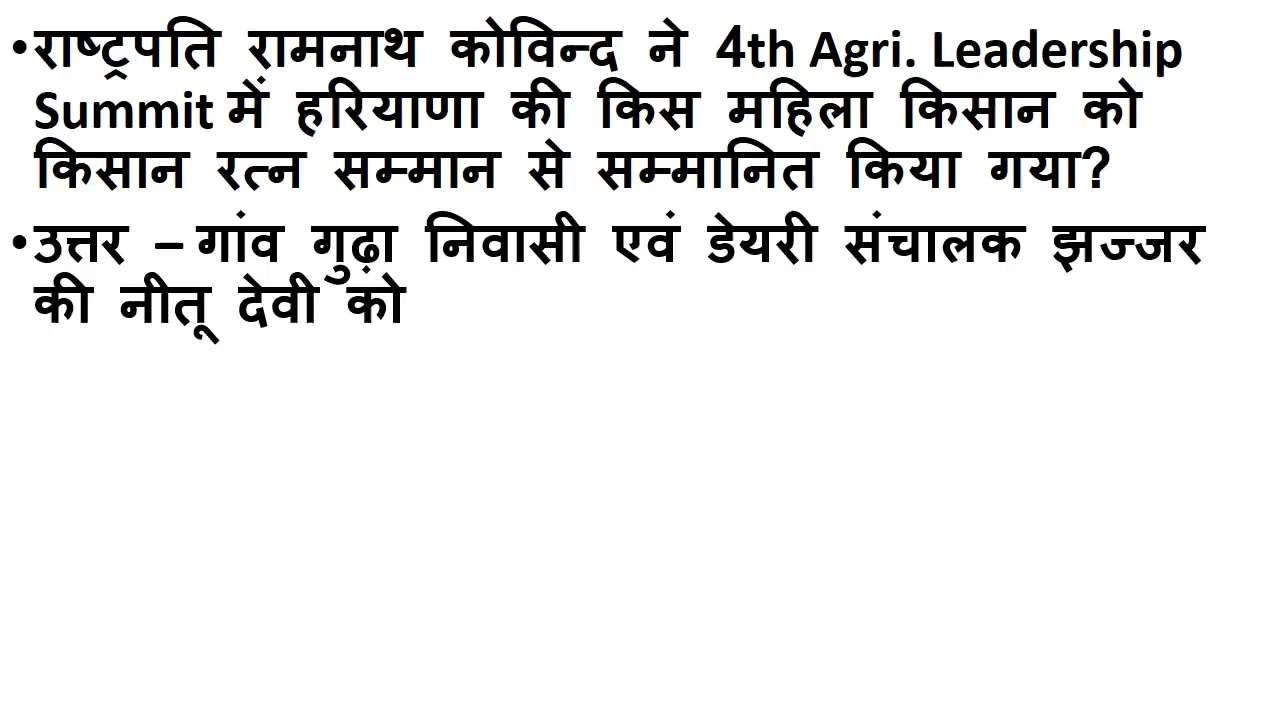 •राष्ट्रपति रामनाथ कोविन्द ने 4th Agri. Leadership
Summit में हरियाणा की किस महिला किसान को
किसान रत्न सम्मान से सम्मानित किया गया?
•उत्तर – गांव गुढ़ा निवासी एवं डेयरी संचालक झज्जर
की नीतू देवी को